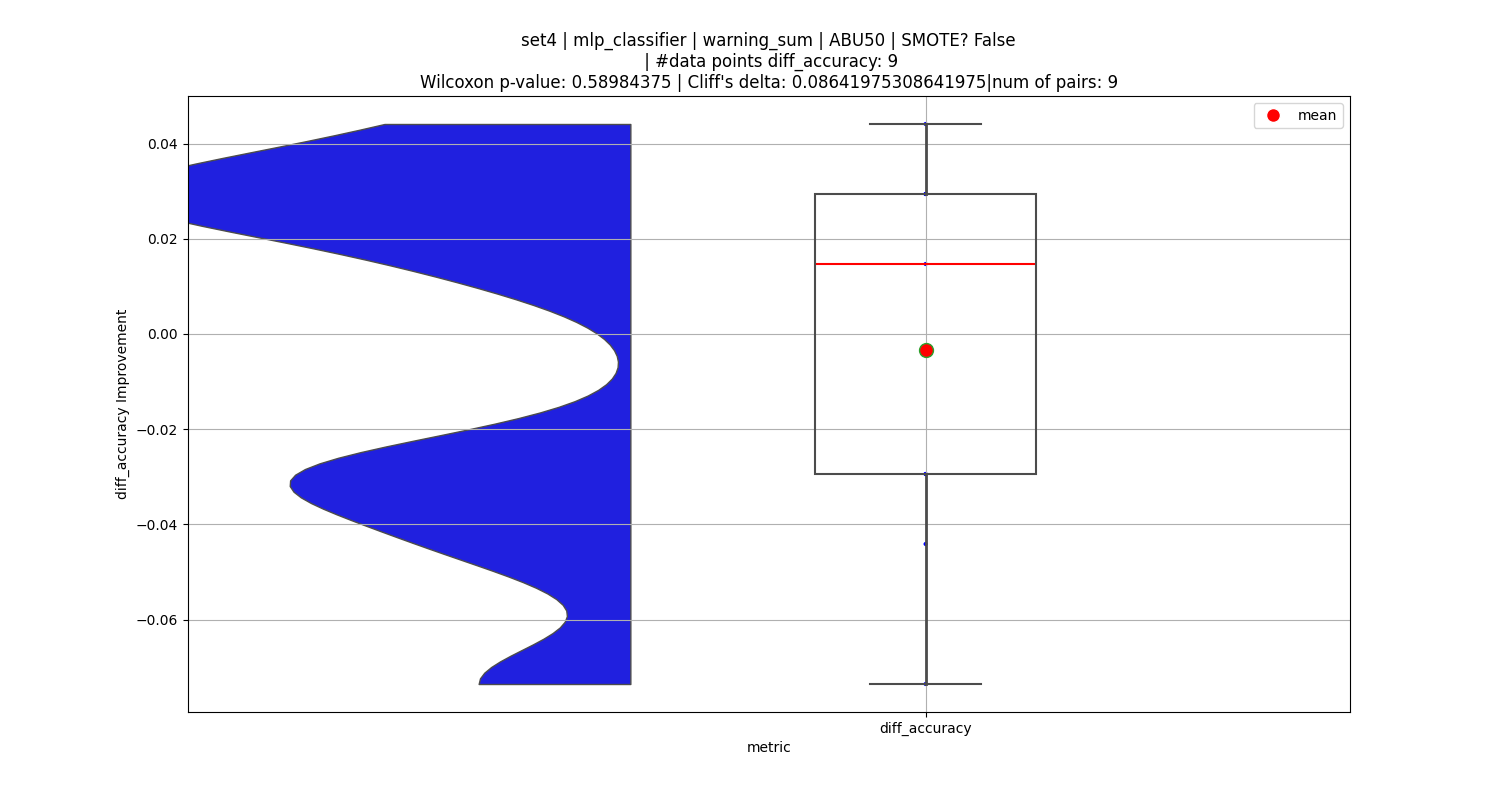 set4 | mlp_classifier | warning_sum | ABU50 | SMOTE? False
| #data points diff_accuracy: 9
Wilcoxon p-value: 0.58984375 | Cliff's delta: 0.08641975308641975|num of pairs: 9
mean
0.04
0.02
0.00
−0.02
−0.04
−0.06
diff_accuracy Improvement
diff_accuracy
metric